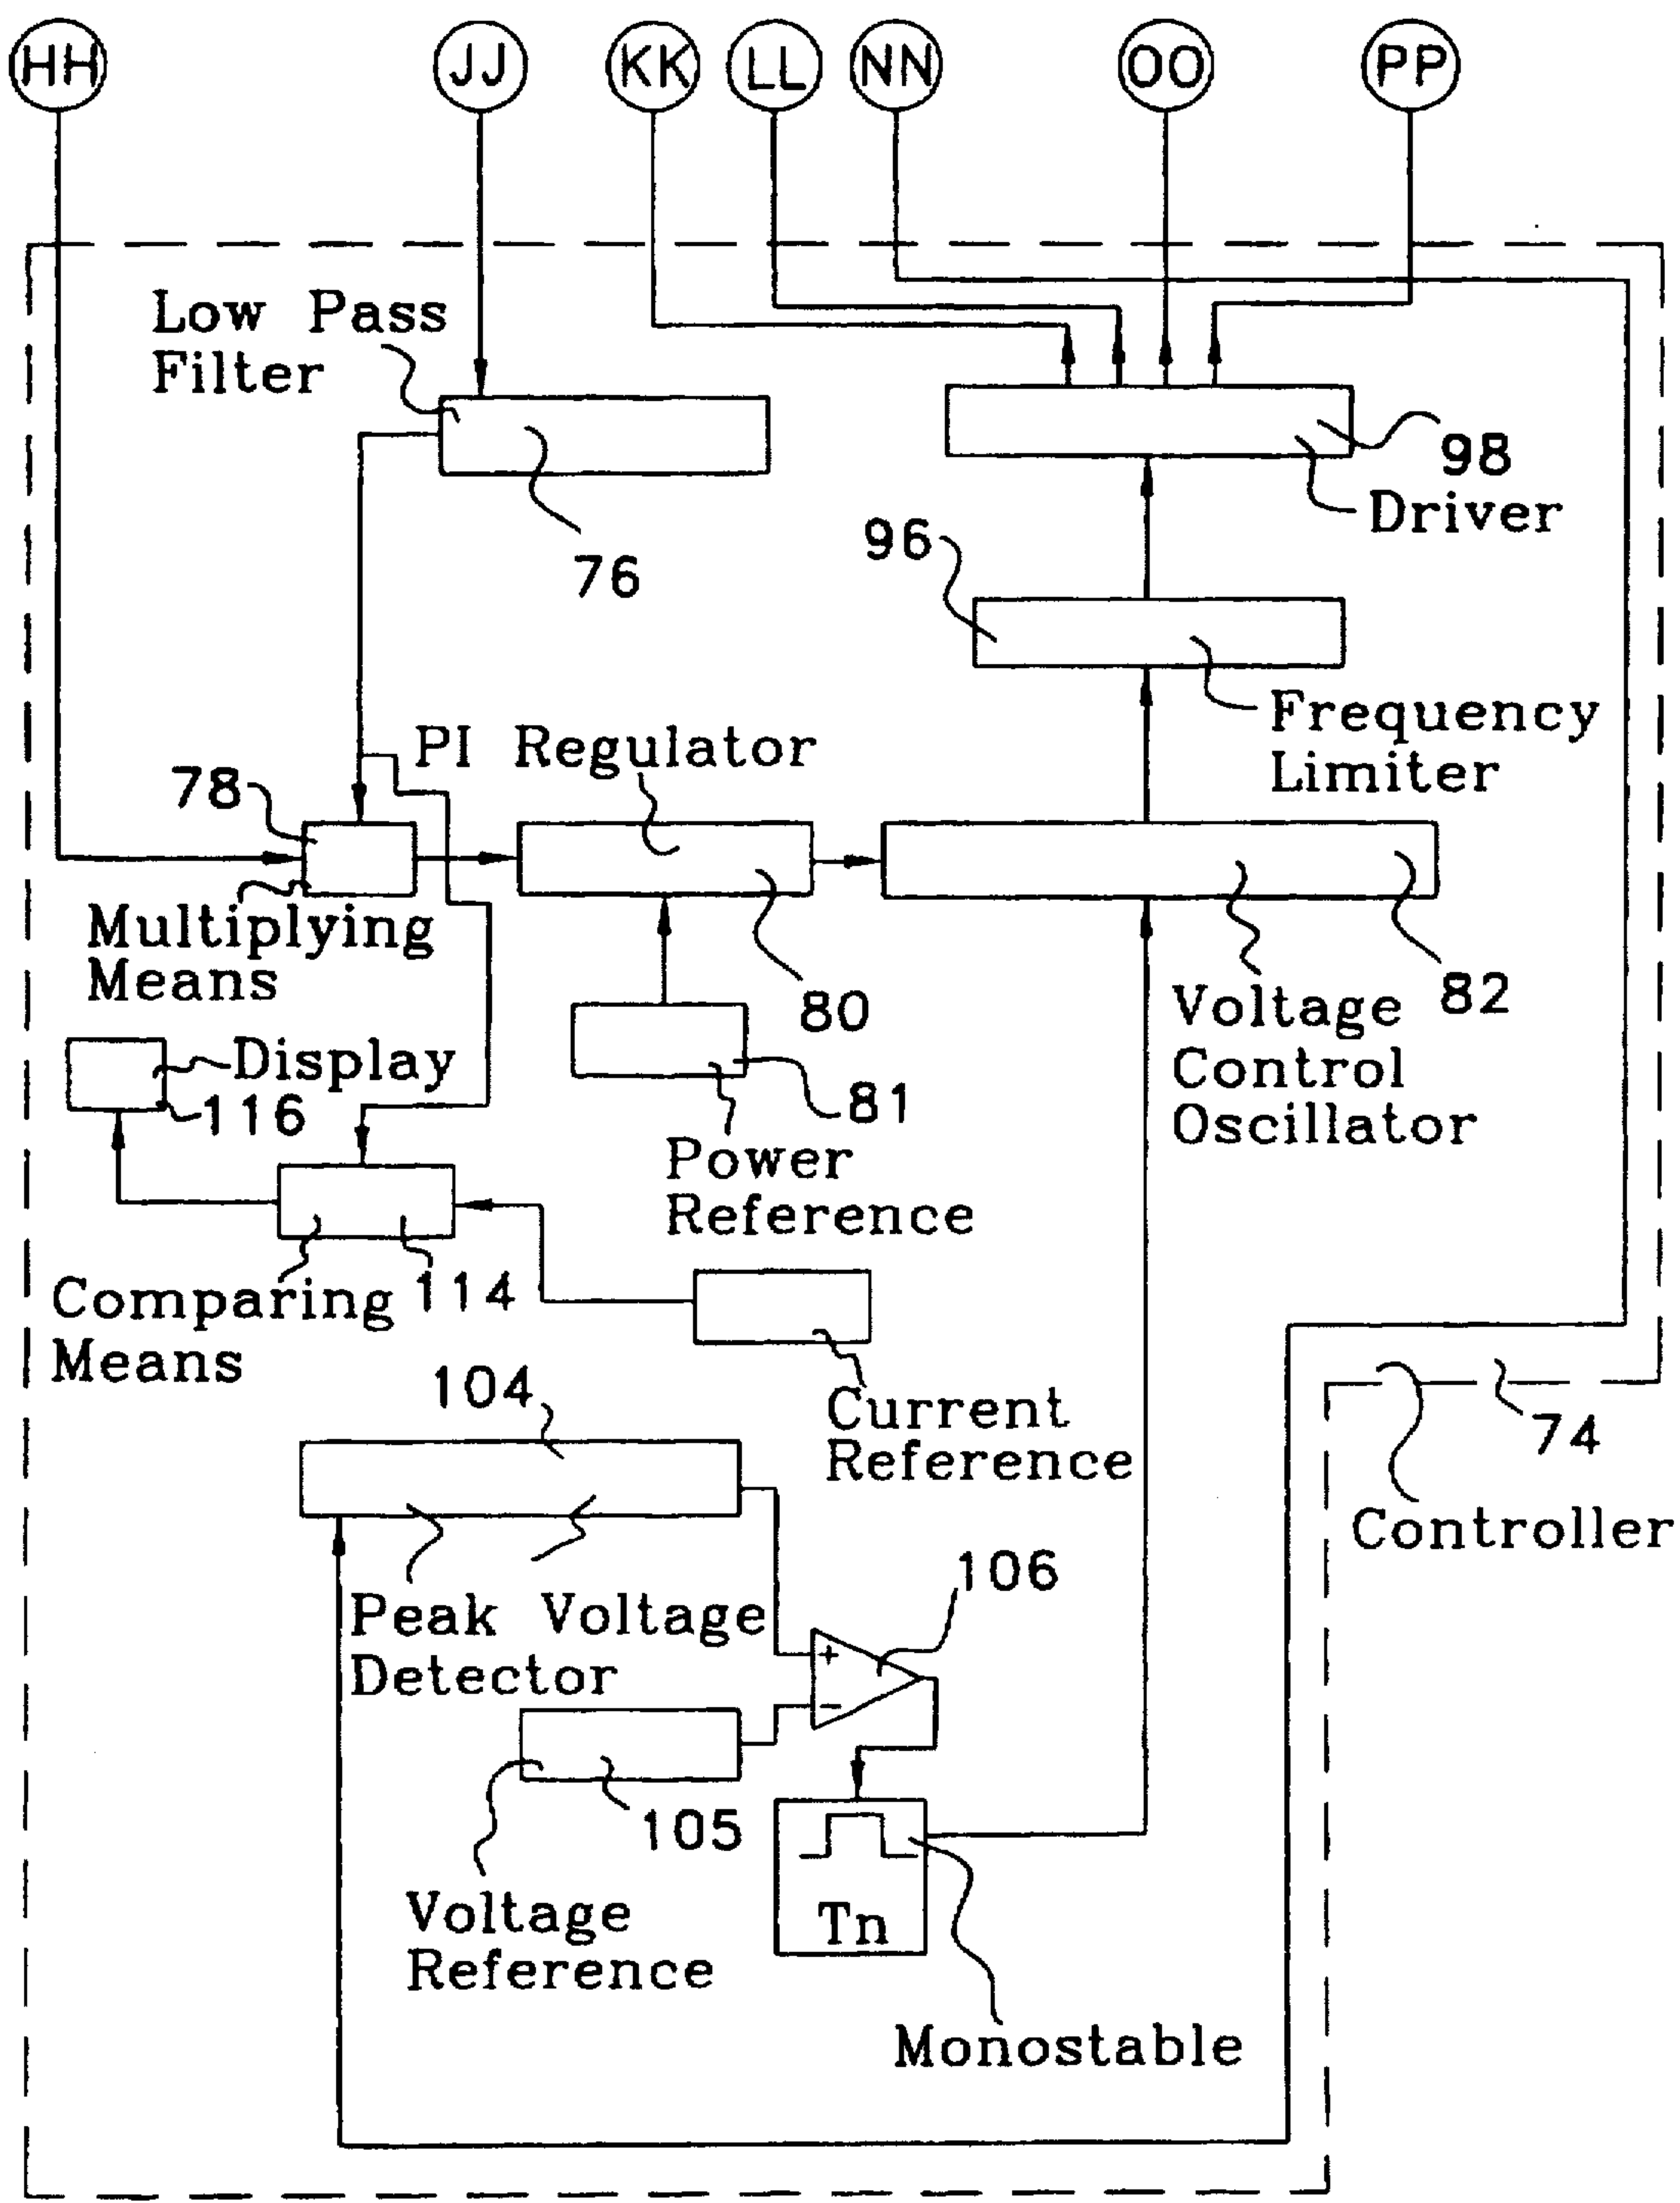 HH JJ KK LL NN OO PP
Low Pass
Filter
76
98
Driver
96
Frequency
Limiter
PI Regulator
78
Multiplying
Means
80
82
Voltage
Control
Oscillator
Display
116
81
Power
Reference
Comparing
Means
114
Current
Reference
74
Controller
104
Peak Voltage
Detector
106
+
−
105
Voltage
Reference
Tn
Monostable